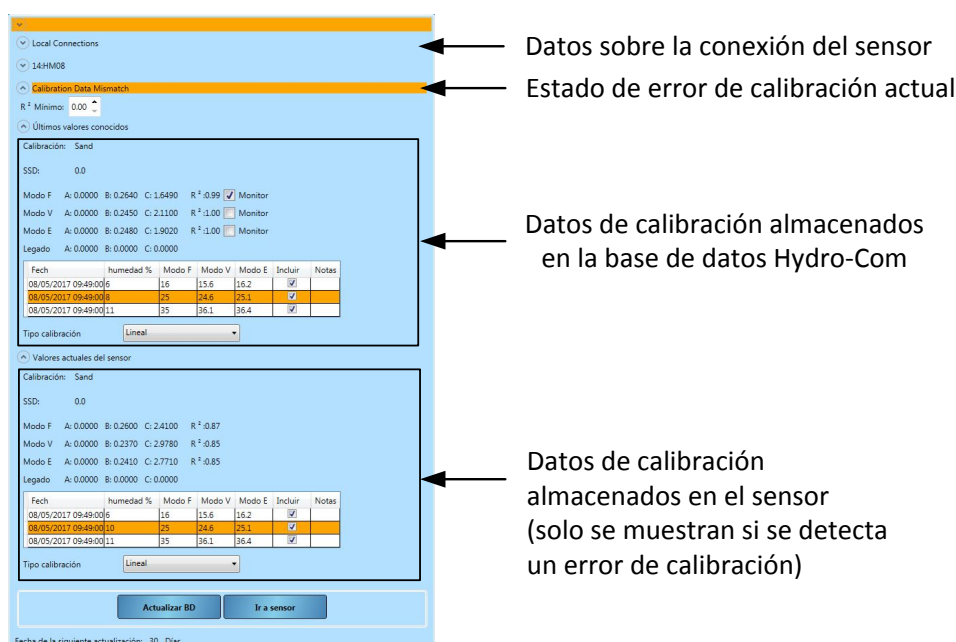 Local Connections
14:HM08
Calibration Data Mismatch
R² Mínimo: 0.00
Últimos valores conocidos
Calibración: Sand
SSD: 0.0
Modo F A: 0.0000 B: 0.2640 C: 1.6490 R²:0.99 Monitor
Modo V A: 0.0000 B: 0.2450 C: 2.1100 R²:1.00 Monitor
Modo E A: 0.0000 B: 0.2480 C: 1.9020 R²:1.00 Monitor
Legado A: 0.0000 B: 0.0000 C: 0.0000
Fech humedad % Modo F Modo V Modo E Incluir Notas
08/05/2017 09:49:00 6 16 15.6 16.2
08/05/2017 09:49:00 8 25 24.6 25.1
08/05/2017 09:49:00 11 35 36.1 36.4
Tipo calibración Lineal
Valores actuales del sensor
Calibración: Sand
SSD: 0.0
Modo F A: 0.0000 B: 0.2600 C: 2.4100 R²:0.87
Modo V A: 0.0000 B: 0.2370 C: 2.9780 R²:0.85
Modo E A: 0.0000 B: 0.2410 C: 2.7710 R²:0.85
Legado A: 0.0000 B: 0.0000 C: 0.0000
Fech humedad % Modo F Modo V Modo E Incluir Notas
08/05/2017 09:49:00 6 16 15.6 16.2
08/05/2017 09:49:00 10 25 24.6 25.1
08/05/2017 09:49:00 11 35 36.1 36.4
Tipo calibración Lineal
Actualizar BD Ir a sensor
Fecha de la siguiente actualización: 30 Días
Datos sobre la conexión del sensor
Estado de error de calibración actual
Datos de calibración almacenados
en la base de datos Hydro-Com
Datos de calibración
almacenados en el sensor
(solo se muestran si se detecta
un error de calibración)